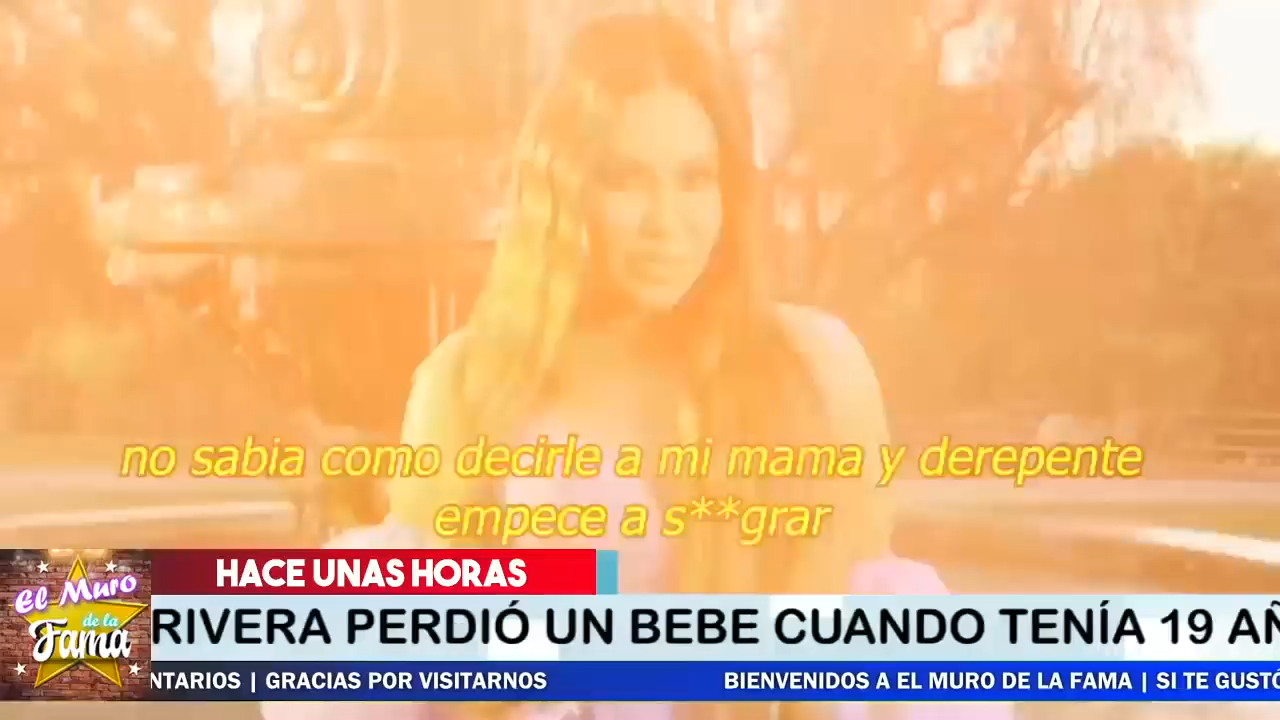 no sabia como decirle a mi mama y derepente
empece a s**grar
HACE UNAS HORAS
El Muro
de la
Fama
RIVERA PERDIÓ UN BEBE CUANDO TENÍA 19 AÑ
NTARIOS | GRACIAS POR VISITARNOS BIENVENIDOS A EL MURO DE LA FAMA | SI TE GUSTÓ